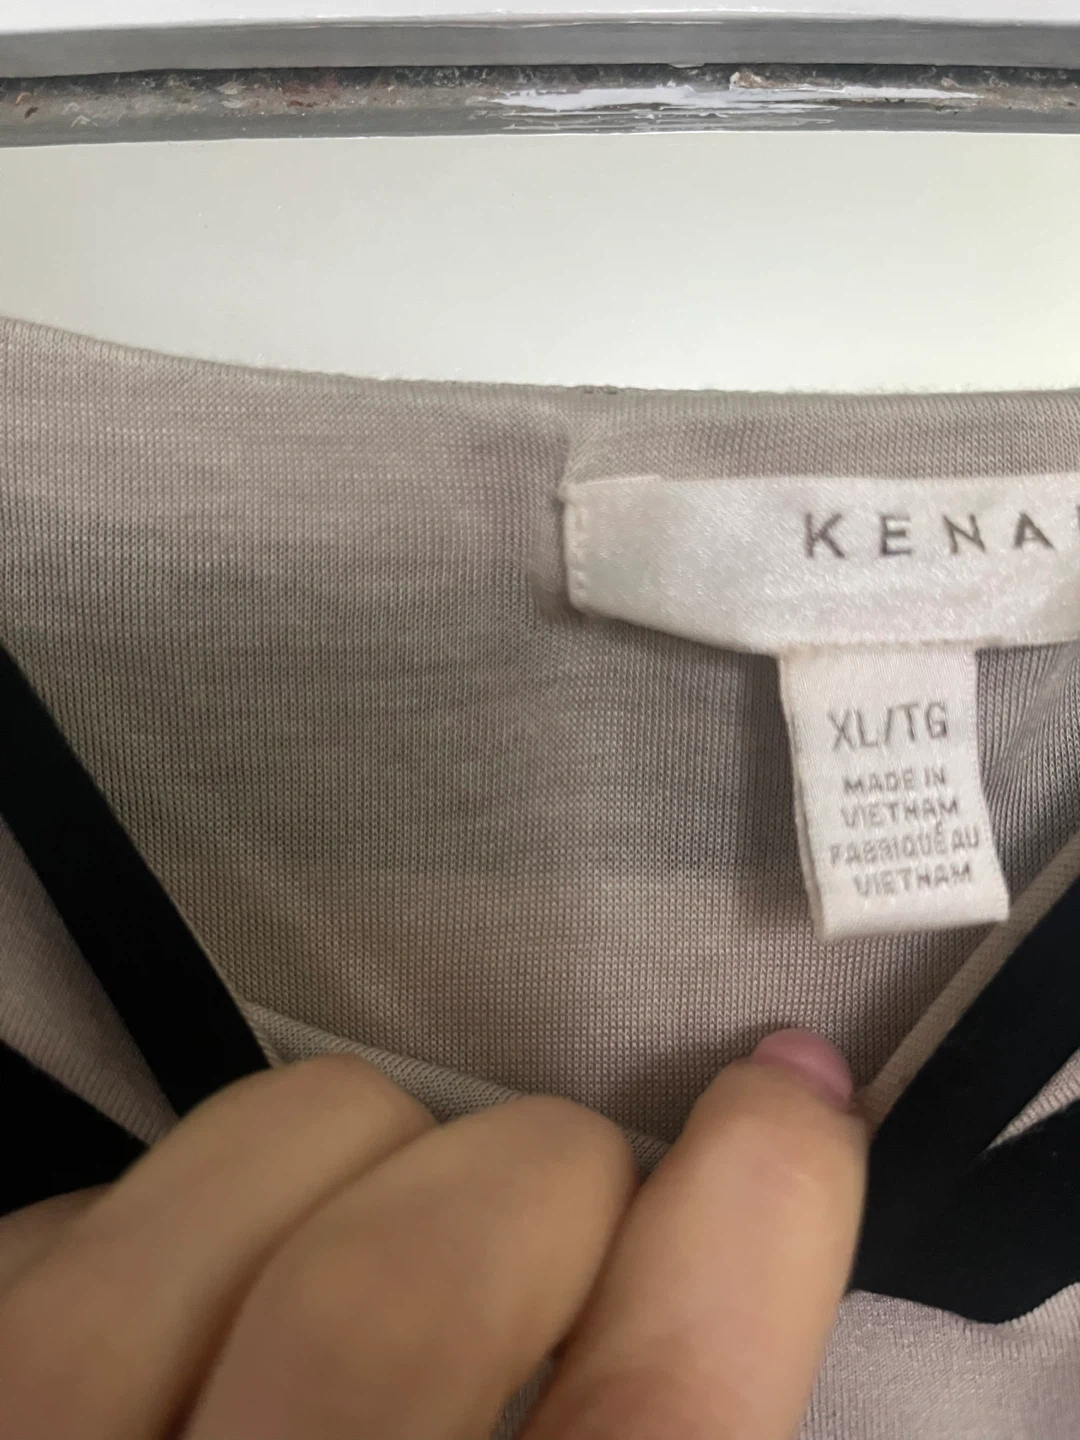 KENA
XL/TG
MADE IN
VIETNAM
FABRIQUÉ AU
VIETNAM